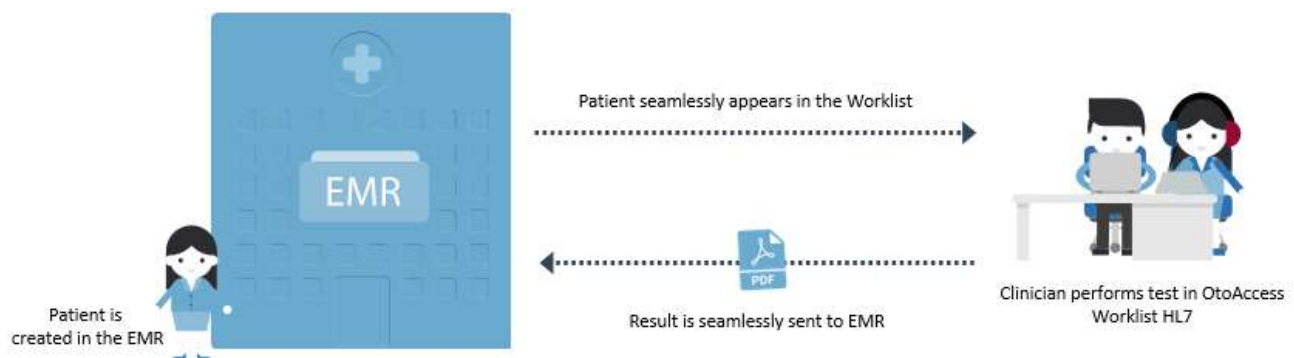 EMR
Patient seamlessly appears in the Worklist
PDF
Result is seamlessly sent to EMR
Clinician performs test in OtoAccess
Worklist HL7
Patient is
created in the EMR